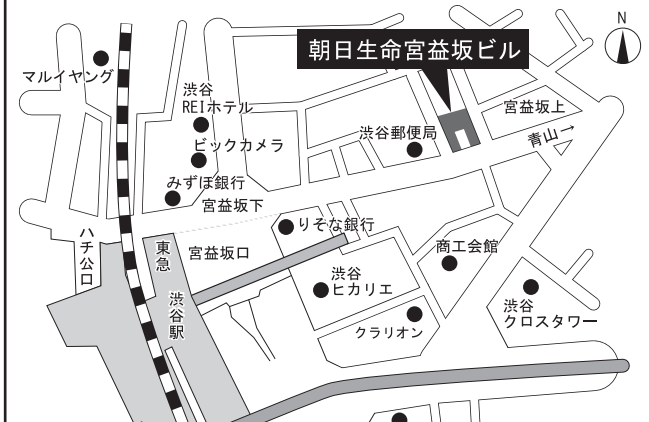 N
朝日生命宮益坂ビル
マルイヤング
渋谷
REIホテル
宮益坂上
渋谷郵便局
青山→
ビックカメラ
みずほ銀行
宮益坂下
りそな銀行
ハチ公口
東急
宮益坂口
商工会館
渋谷
ヒカリエ
渋谷駅
渋谷
クロスタワー
クラリオン